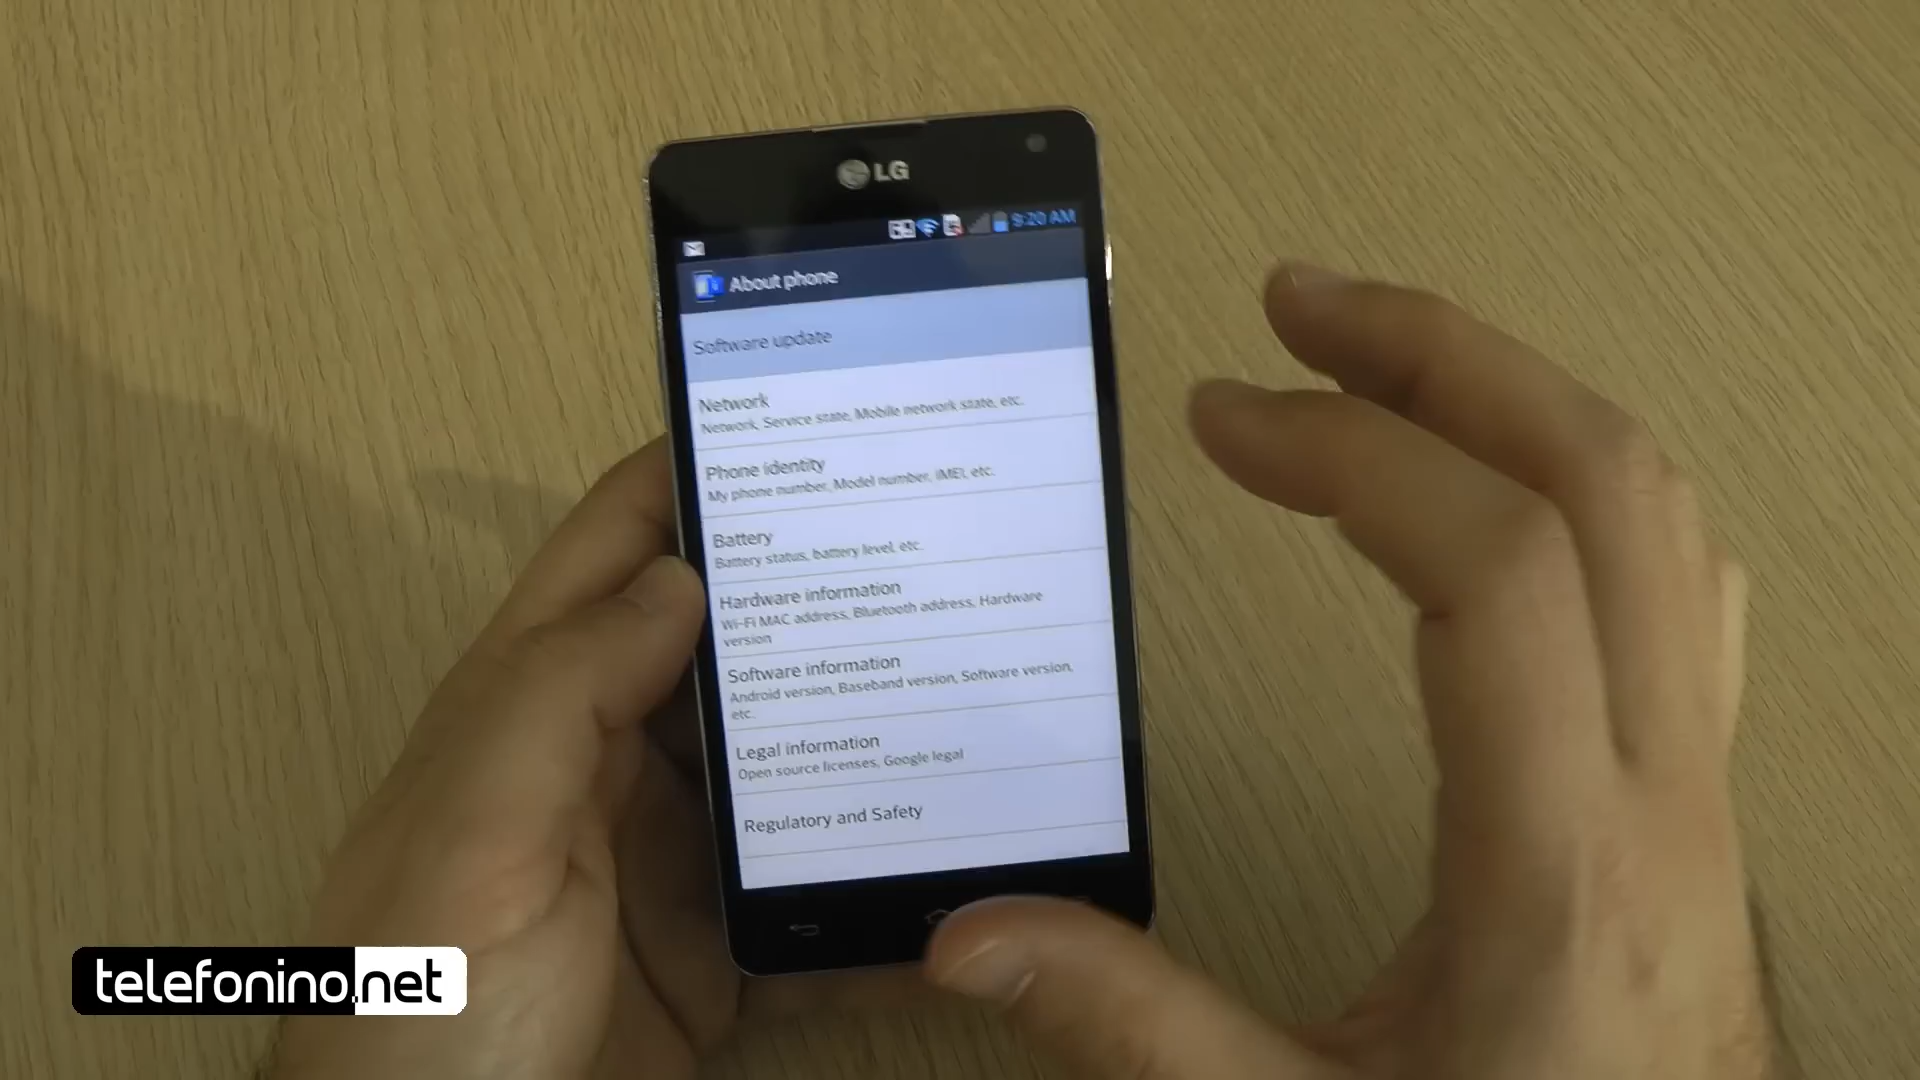 LG
9:20 AM
About phone
Software update
Network
Network, Service state, Mobile network state, etc.
Phone identity
My phone number, Model number, IMEI, etc.
Battery
Battery status, battery level, etc.
Hardware information
Wi-Fi MAC address, Bluetooth address, Hardware
version
Software information
Android version, Baseband version, Software version,
etc.
Legal information
Open source licenses, Google legal
Regulatory and Safety
telefonino.net